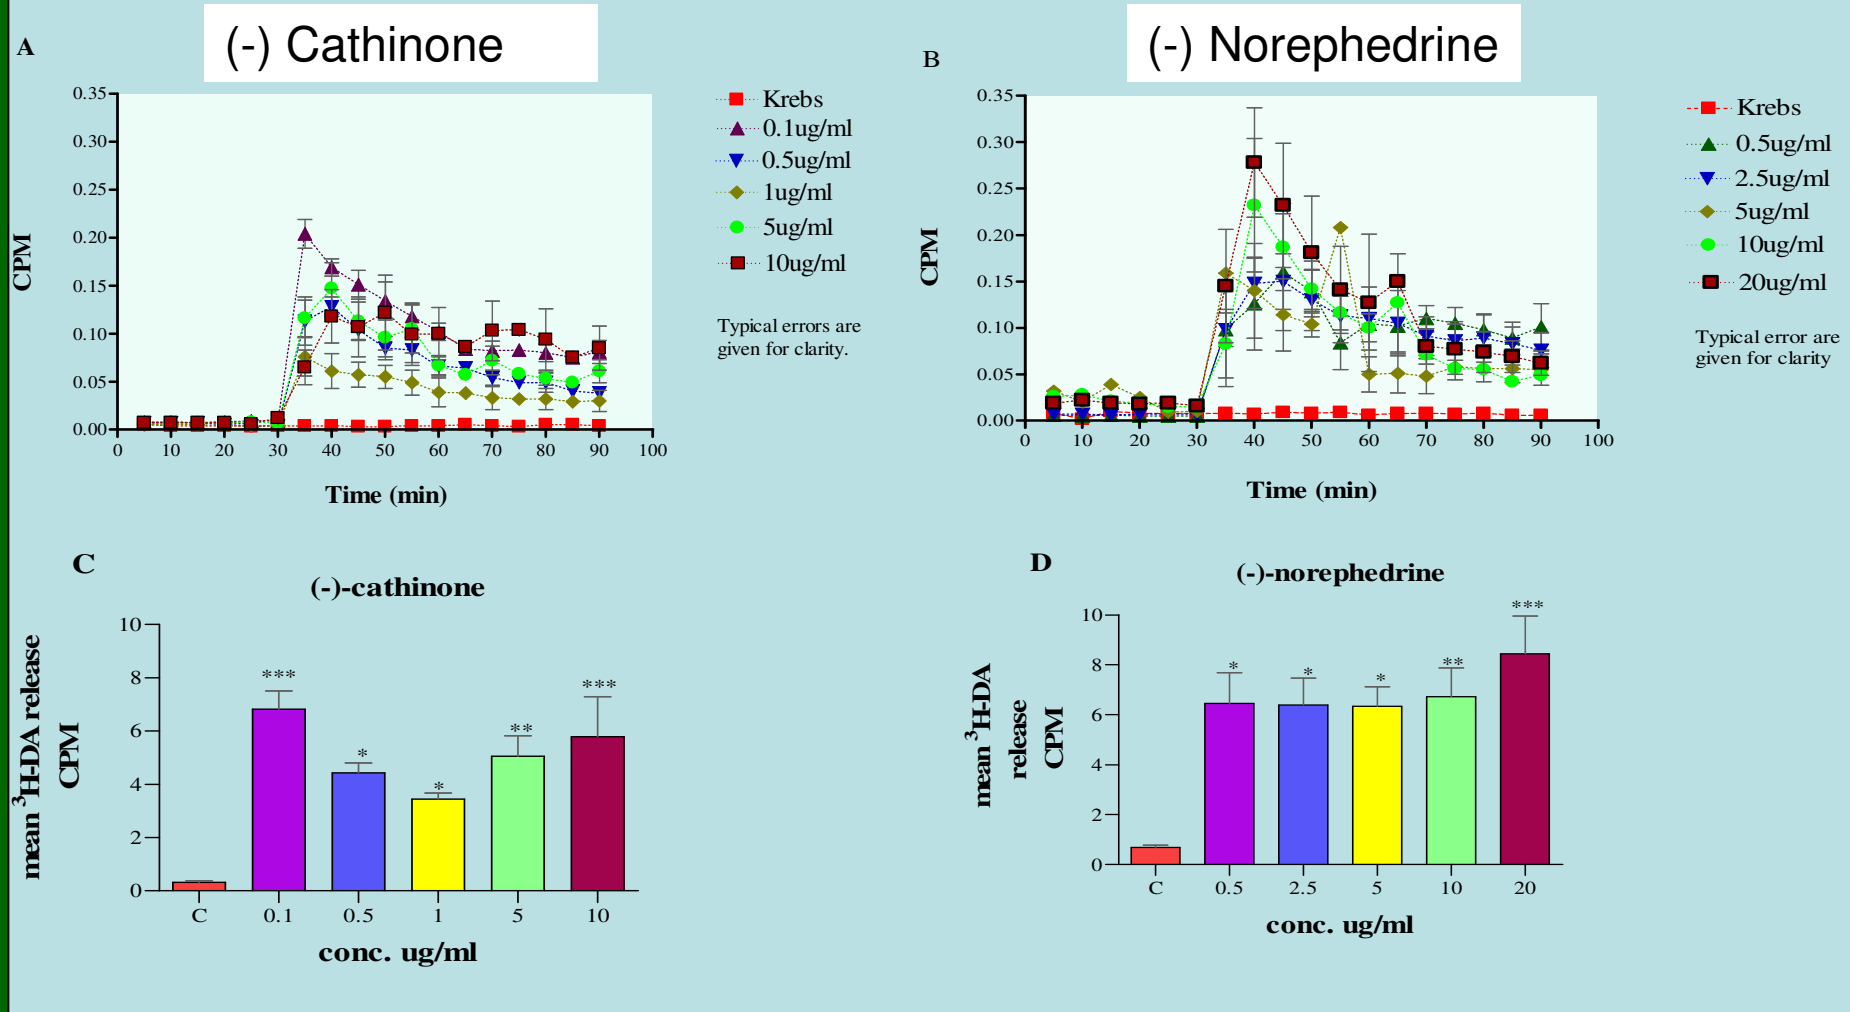 (-) Cathinone
(-) Norephedrine
A
0.35
0.30
0.25
0.20
0.15
0.10
0.05
0.00
CPM
0
10
20
30
40
50
60
70
80
90
100
Time (min)
Krebs
0.1ug/ml
0.5ug/ml
1ug/ml
5ug/ml
10ug/ml
Typical errors are
given for clarity.
B
0.35
0.30
0.25
0.20
0.15
0.10
0.05
0.00
CPM
0
10
20
30
40
50
60
70
80
90
100
Time (min)
Krebs
0.5ug/ml
2.5ug/ml
5ug/ml
10ug/ml
20ug/ml
Typical error are
given for clarity
C
(-)-cathinone
mean ³H-DA release
CPM
10
8
6
4
2
0
***
*
*
**
***
C
0.1
0.5
1
5
10
conc. ug/ml
D
(-)-norephedrine
mean ³H-DA
release
CPM
10
8
6
4
2
0
*
*
*
**
***
C
0.5
2.5
5
10
20
conc. ug/ml